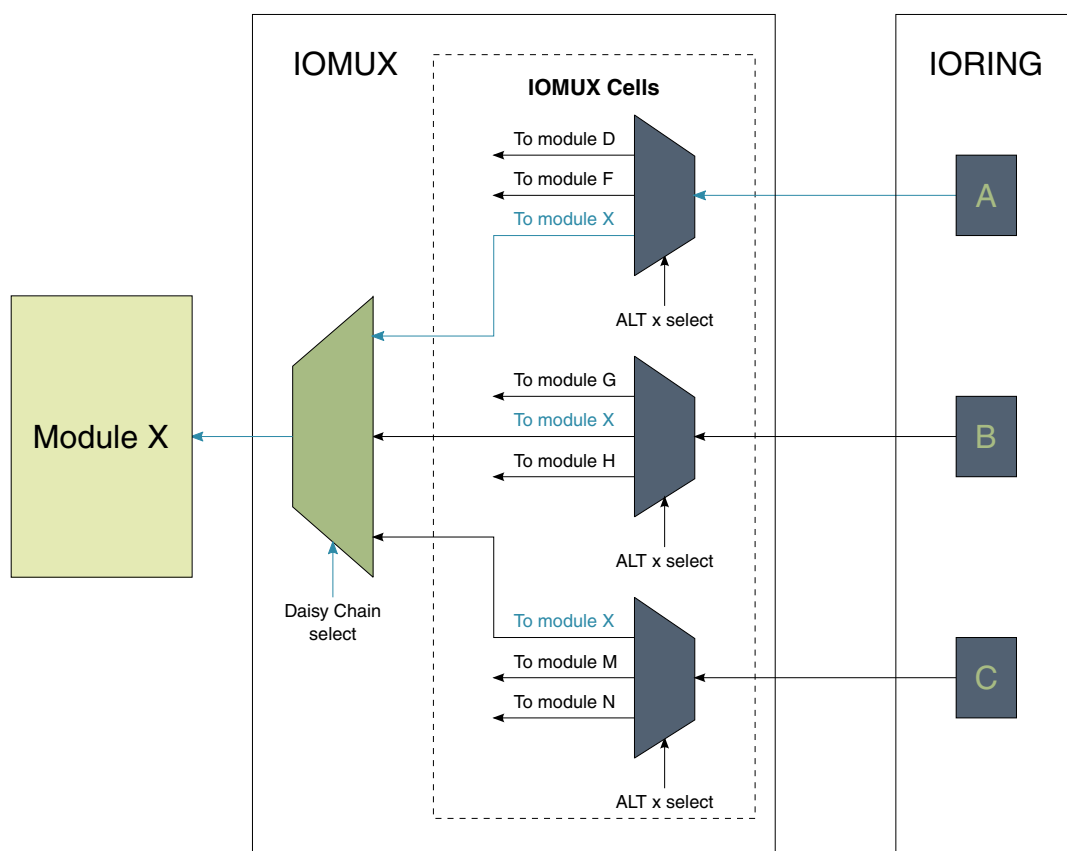 IOMUX
IORING
IOMUX Cells
To module D
To module F
To module X
A
ALT x select
To module G
To module X
To module H
B
ALT x select
Module X
Daisy Chain
select
To module X
To module M
To module N
C
ALT x select